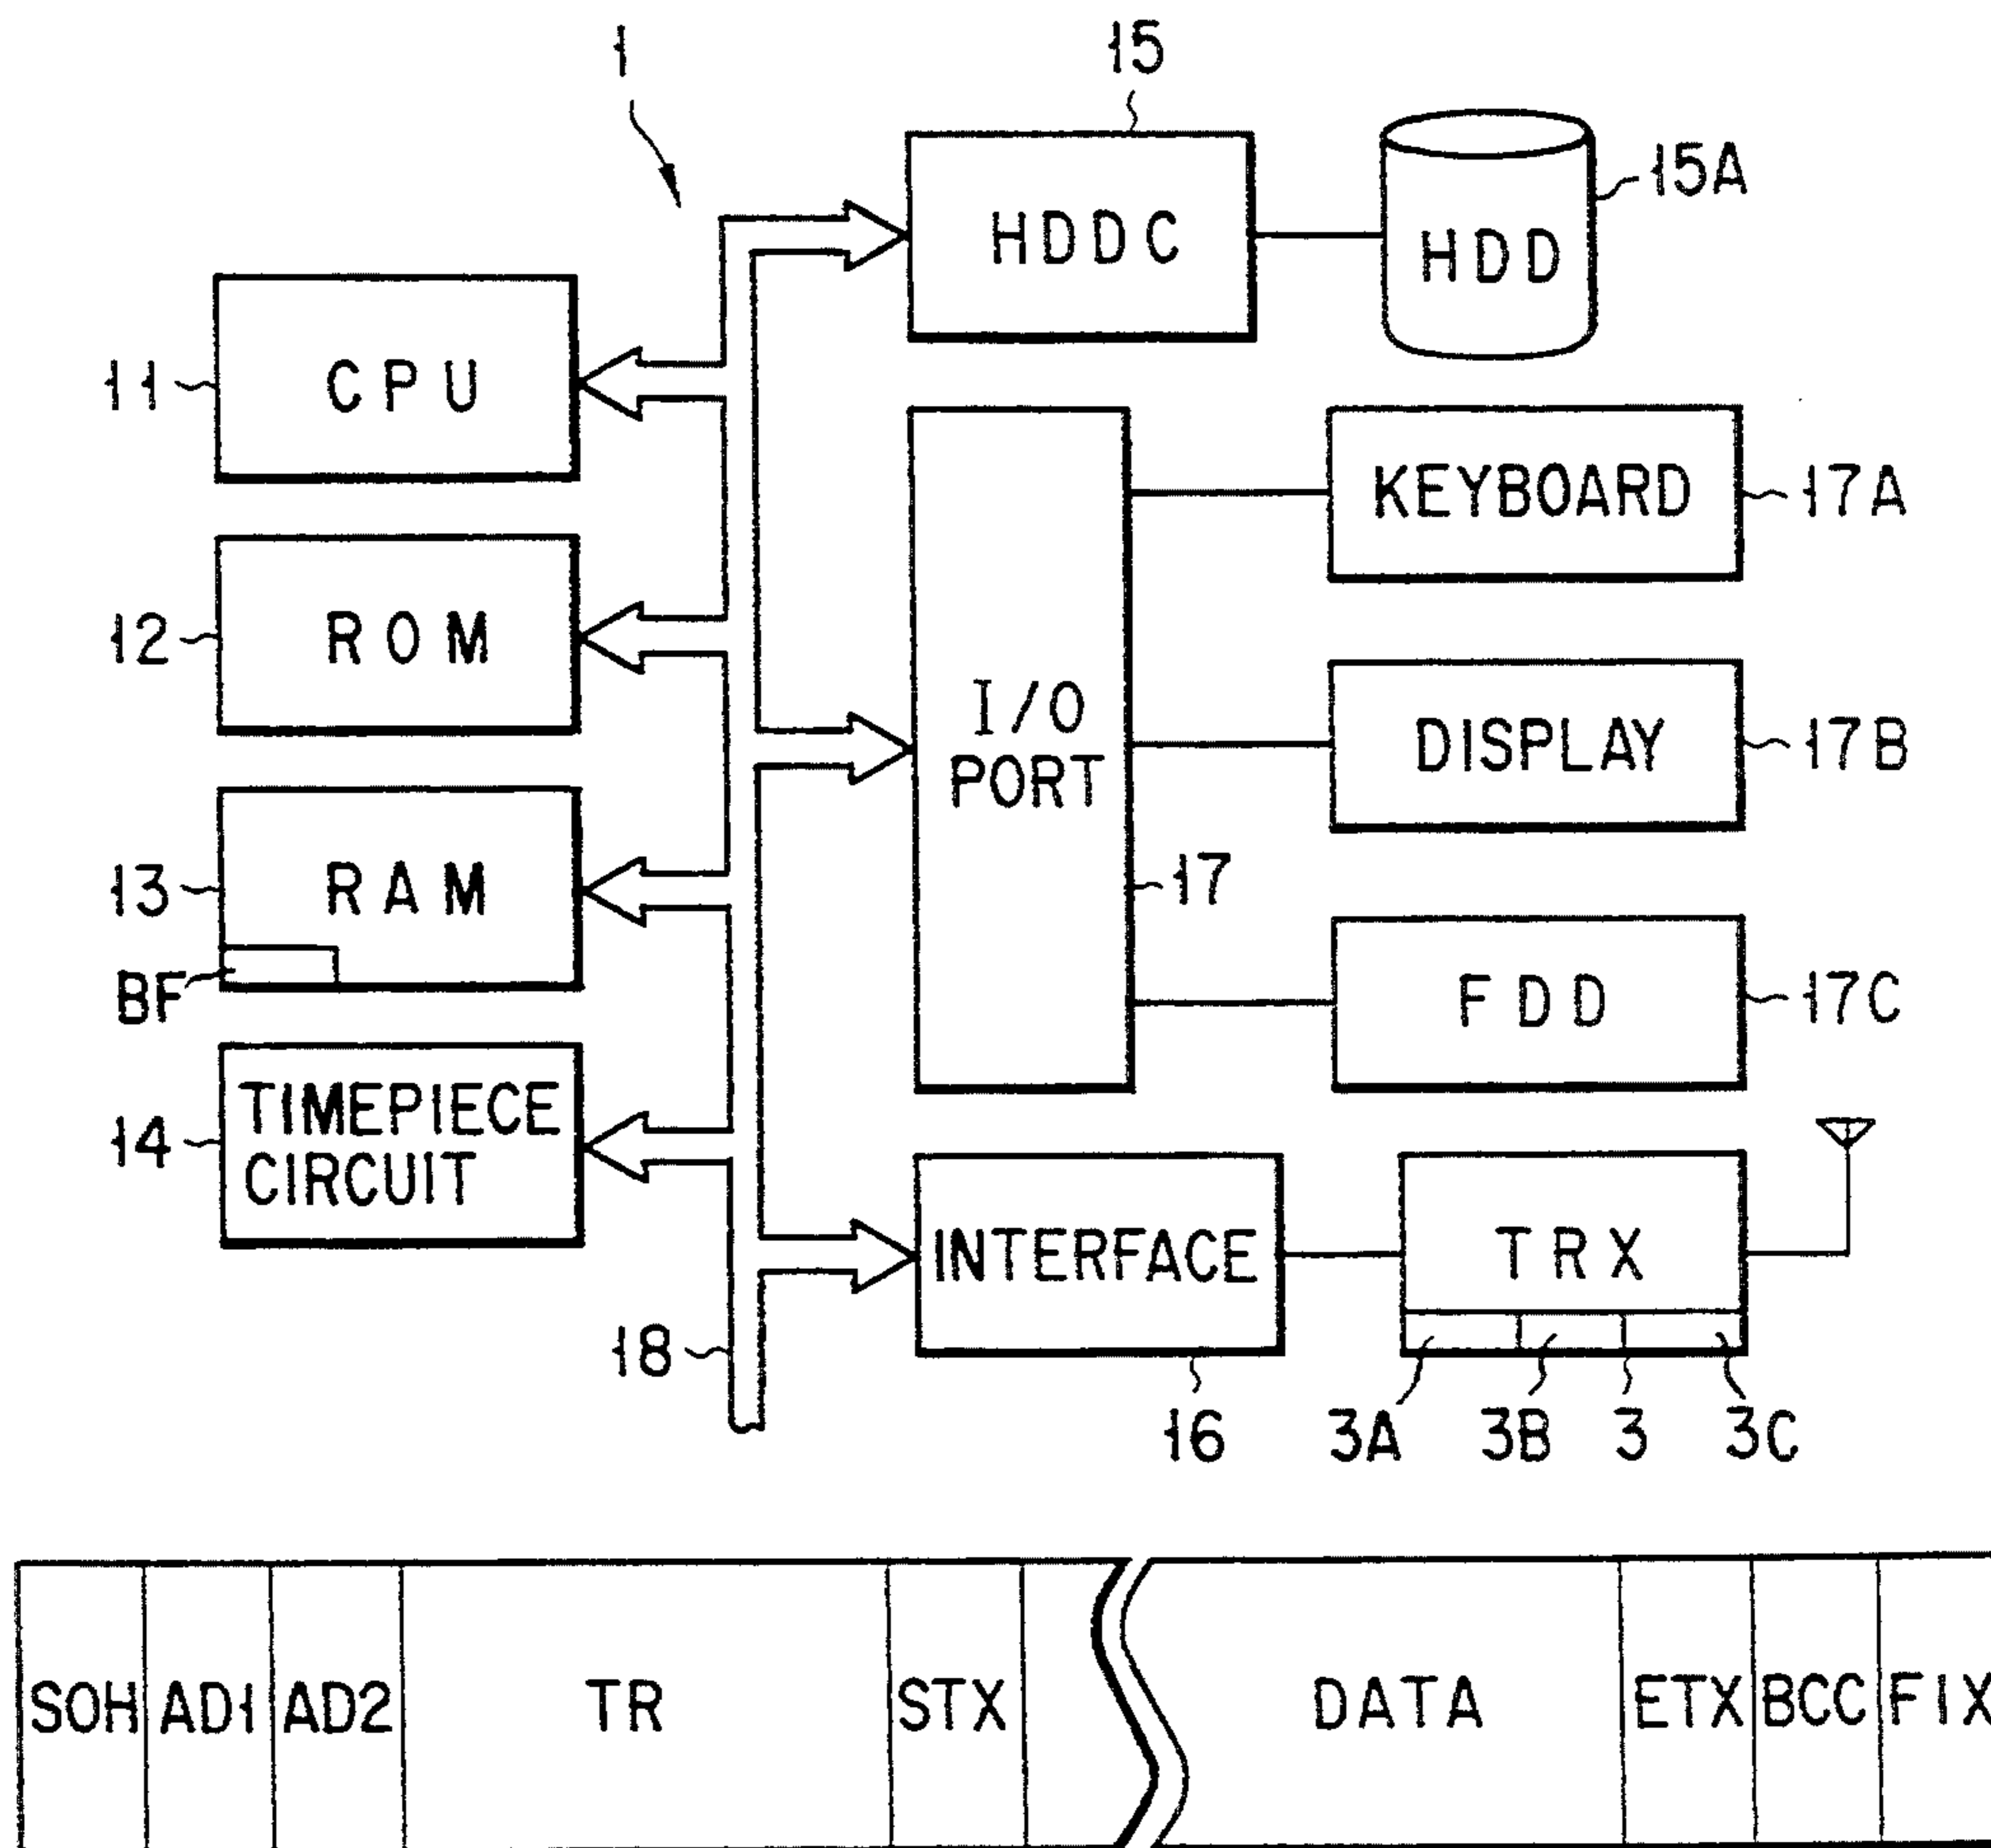 1
15
HDDC
HDD
15A
11
CPU
12
ROM
13
RAM
BF
14
TIMEPIECE
CIRCUIT
I/O
PORT
17
KEYBOARD
17A
DISPLAY
17B
FDD
17C
18
INTERFACE
16
TRX
3A
3B
3
3C
SOH
AD1
AD2
TR
STX
DATA
ETX
BCC
FIX